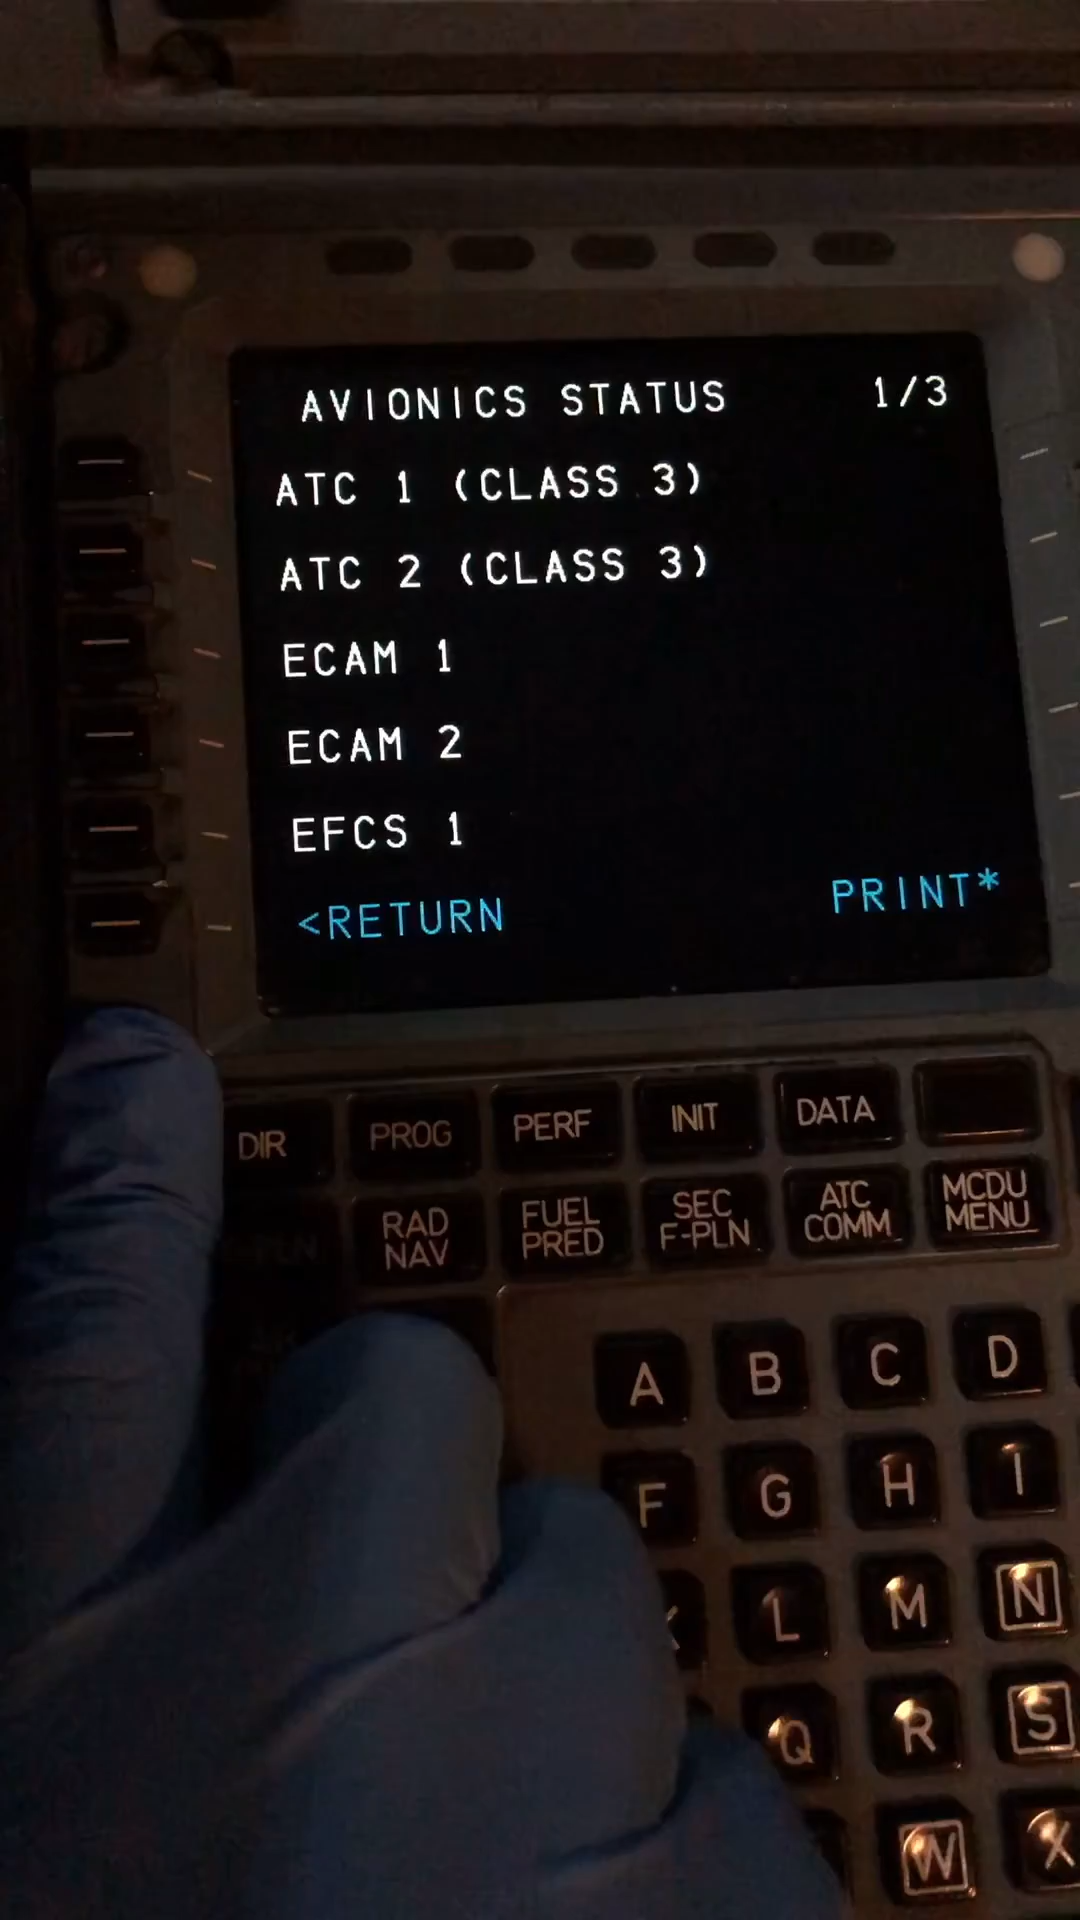 AVIONICS STATUS 1/3
ATC 1 (CLASS 3)
ATC 2 (CLASS 3)
ECAM 1
ECAM 2
EFCS 1
<RETURN PRINT*
DIR PROG PERF INIT DATA
RAD NAV FUEL PRED SEC F-PLN ATC COMM MCDU MENU
A B C D
F G H I
L M N
Q R S
W X